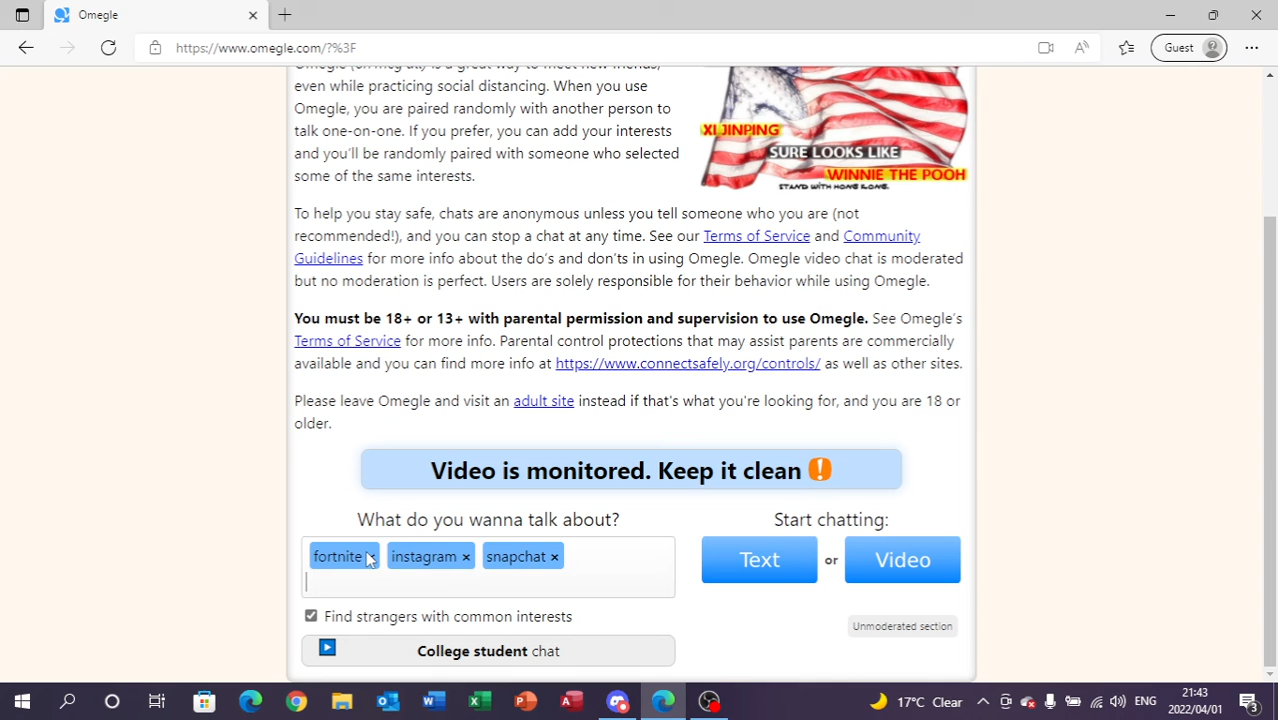 Omegle
https://www.omegle.com/?%3F
Guest
even while practicing social distancing. When you use
Omegle, you are paired randomly with another person to
talk one-on-one. If you prefer, you can add your interests
and you'll be randomly paired with someone who selected
some of the same interests.
XI JINPING
SURE LOOKS LIKE
WINNIE THE POOH
STAND WITH HONG KONG.
To help you stay safe, chats are anonymous unless you tell someone who you are (not
recommended!), and you can stop a chat at any time. See our Terms of Service and Community
Guidelines for more info about the do's and don'ts in using Omegle. Omegle video chat is moderated
but no moderation is perfect. Users are solely responsible for their behavior while using Omegle.
You must be 18+ or 13+ with parental permission and supervision to use Omegle. See Omegle's
Terms of Service for more info. Parental control protections that may assist parents are commercially
available and you can find more info at https://www.connectsafely.org/controls/ as well as other sites.
Please leave Omegle and visit an adult site instead if that's what you're looking for, and you are 18 or
older.
Video is monitored. Keep it clean
What do you wanna talk about?
Start chatting:
fortnite × instagram × snapchat ×
Text or Video
Find strangers with common interests
Unmoderated section
College student chat
17°C Clear
ENG
21:43
2022/04/01
3